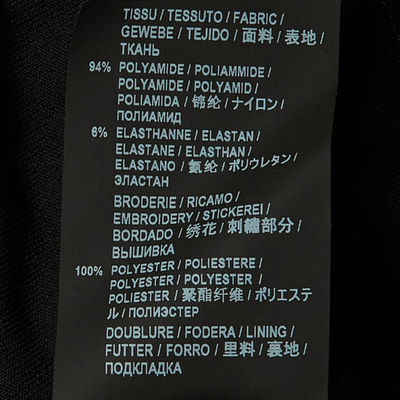 TISSU / TESSUTO / FABRIC /
GEWEBE / TEJIDO / 面料 / 表地 /
ТКАНЬ
94% POLYAMIDE / POLIAMMIDE /
POLYAMIDE / POLYAMID /
POLIAMIDA / 锦纶 / ナイロン /
ПОЛИАМИД
6% ELASTHANNE / ELASTAN /
ELASTANE / ELASTHAN /
ELASTANO / 氨纶 / ポリウレタン /
ЭЛАСТАН
BRODERIE / RICAMO /
EMBROIDERY / STICKEREI /
BORDADO / 绣花 / 刺繡部分 /
ВЫШИВКА
100% POLYESTER / POLIESTERE /
POLYESTER / POLYESTER /
POLIESTER / 聚酯纤维 / ポリエステ
ル / ПОЛИЭСТЕР
DOUBLURE / FODERA / LINING /
FUTTER / FORRO / 里料 / 裏地 /
ПОДКЛАДКА